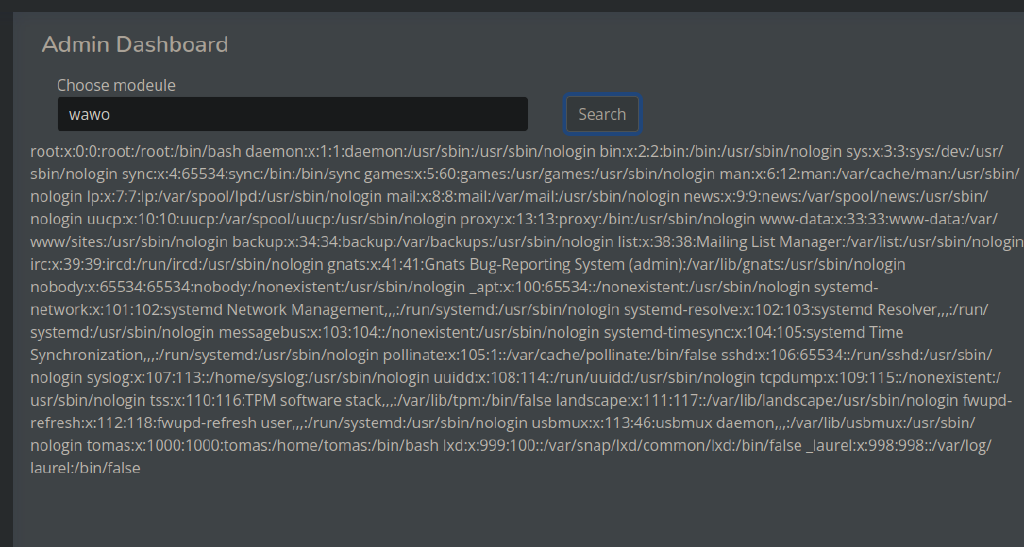 Admin Dashboard
Choose modeule
wawo
Search
root:x:0:0:root:/root:/bin/bash daemon:x:1:1:daemon:/usr/sbin:/usr/sbin/nologin bin:x:2:2:bin:/bin:/usr/sbin/nologin sys:x:3:3:sys:/dev:/usr/
sbin/nologin sync:x:4:65534:sync:/bin:/bin/sync games:x:5:60:games:/usr/games:/usr/sbin/nologin man:x:6:12:man:/var/cache/man:/usr/sbin/
nologin lp:x:7:7:lp:/var/spool/lpd:/usr/sbin/nologin mail:x:8:8:mail:/var/mail:/usr/sbin/nologin news:x:9:9:news:/var/spool/news:/usr/sbin/
nologin uucp:x:10:10:uucp:/var/spool/uucp:/usr/sbin/nologin proxy:x:13:13:proxy:/bin:/usr/sbin/nologin www-data:x:33:33:www-data:/var/
www/sites:/usr/sbin/nologin backup:x:34:34:backup:/var/backups:/usr/sbin/nologin list:x:38:38:Mailing List Manager:/var/list:/usr/sbin/nologin
irc:x:39:39:ircd:/run/ircd:/usr/sbin/nologin gnats:x:41:41:Gnats Bug-Reporting System (admin):/var/lib/gnats:/usr/sbin/nologin
nobody:x:65534:65534:nobody:/nonexistent:/usr/sbin/nologin _apt:x:100:65534::/nonexistent:/usr/sbin/nologin systemd-
network:x:101:102:systemd Network Management,,,:/run/systemd:/usr/sbin/nologin systemd-resolve:x:102:103:systemd Resolver,,,:/run/
systemd:/usr/sbin/nologin messagebus:x:103:104::/nonexistent:/usr/sbin/nologin systemd-timesync:x:104:105:systemd Time
Synchronization,,,:/run/systemd:/usr/sbin/nologin pollinate:x:105:1::/var/cache/pollinate:/bin/false sshd:x:106:65534::/run/sshd:/usr/sbin/
nologin syslog:x:107:113::/home/syslog:/usr/sbin/nologin uuidd:x:108:114::/run/uuidd:/usr/sbin/nologin tcpdump:x:109:115::/nonexistent:/
usr/sbin/nologin tss:x:110:116:TPM software stack,,,:/var/lib/tpm:/bin/false landscape:x:111:117::/var/lib/landscape:/usr/sbin/nologin fwupd-
refresh:x:112:118:fwupd-refresh user,,,:/run/systemd:/usr/sbin/nologin usbmux:x:113:46:usbmux daemon,,,:/var/lib/usbmux:/usr/sbin/
nologin tomas:x:1000:1000:tomas:/home/tomas:/bin/bash lxd:x:999:100::/var/snap/lxd/common/lxd:/bin/false _laurel:x:998:998::/var/log/
laurel:/bin/false